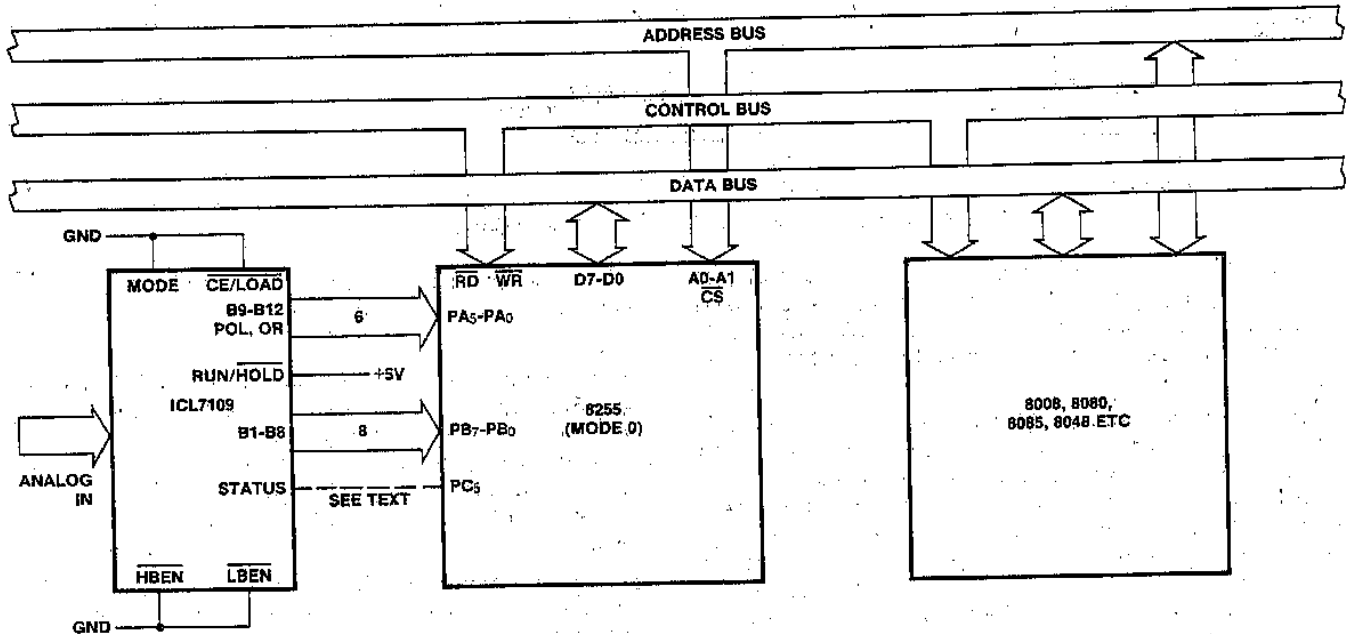 ADDRESS BUS
CONTROL BUS
DATA BUS
GND
MODE CE/LOAD
B9-B12
POL, OR
6
RUN/HOLD
+5V
ICL7109
B1-B8
8
STATUS
SEE TEXT
ANALOG
IN
HBEN LBEN
GND
RD WR D7-D0 A0-A1
CS
PA5-PA0
8255
(MODE 0)
PB7-PB0
PC5
8008, 8080,
8085, 8048 ETC